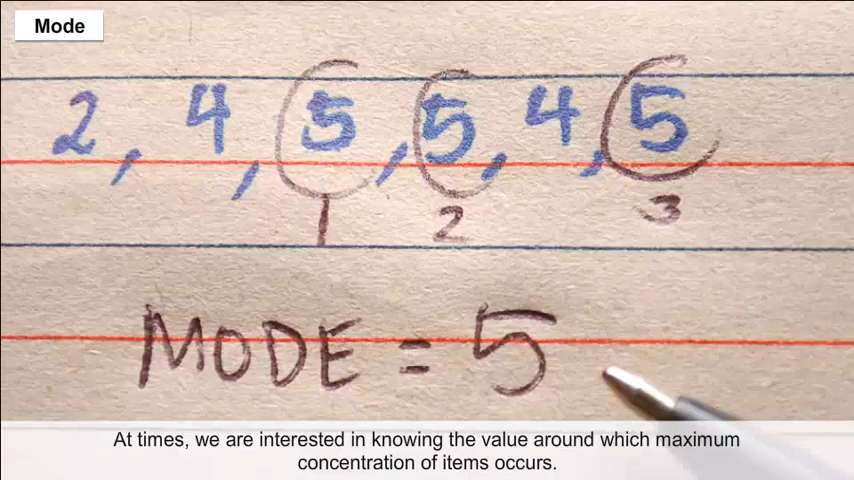 Mode
2, 4, 5, 5, 4, 5
1 2 3
MODE = 5
At times, we are interested in knowing the value around which maximum
concentration of items occurs.